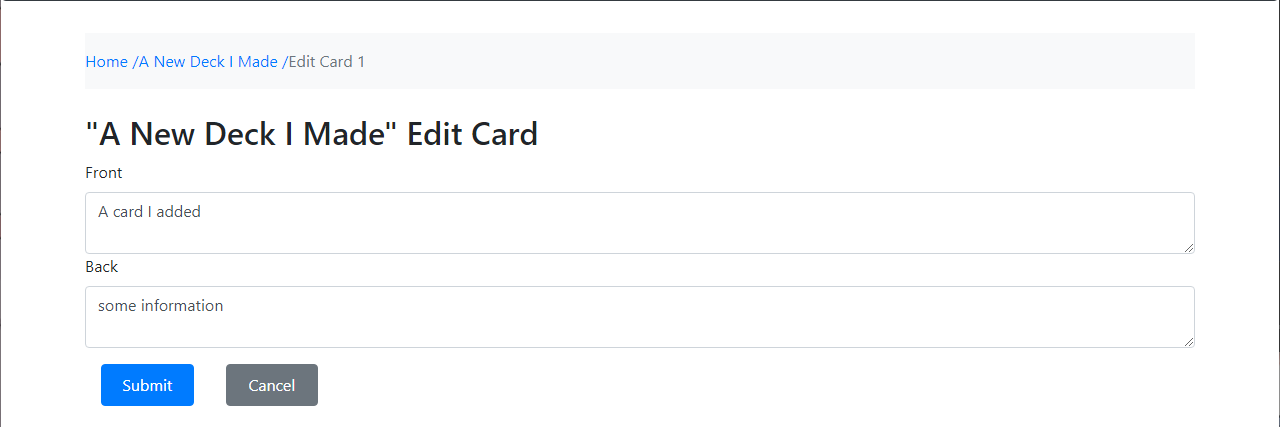 Home /A New Deck I Made /Edit Card 1
"A New Deck I Made" Edit Card
Front
A card I added
Back
some information
Submit Cancel